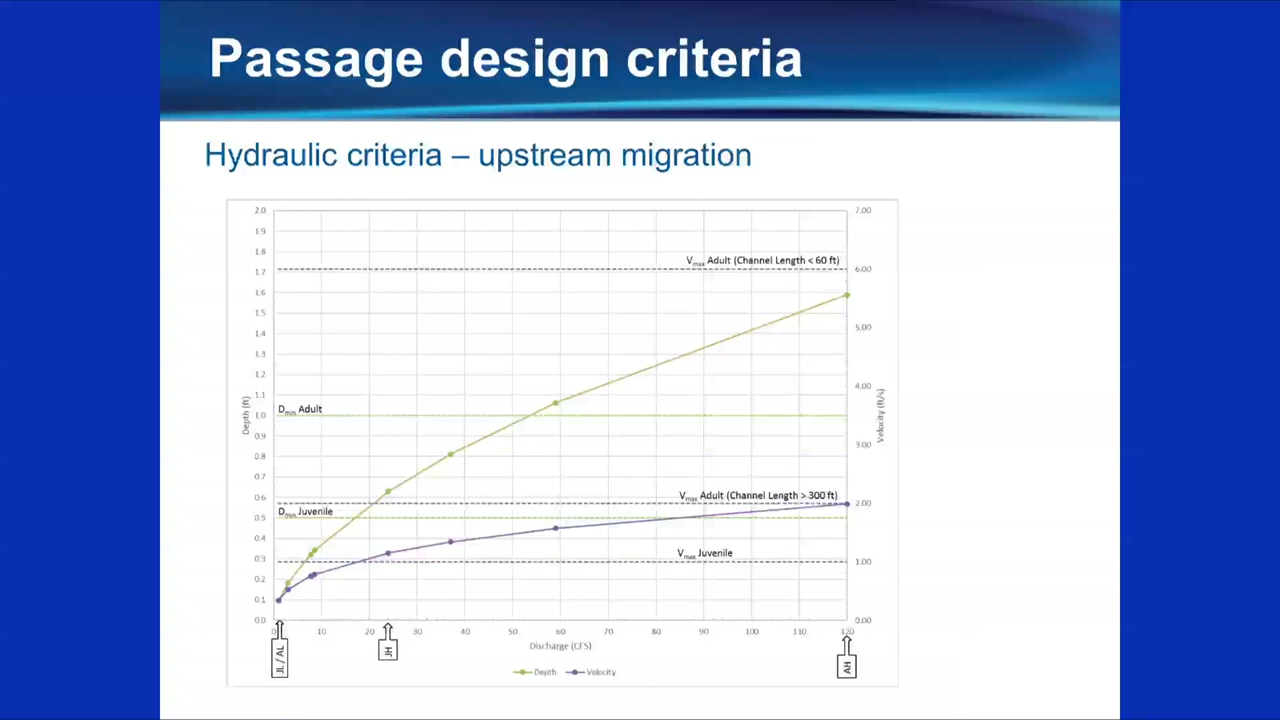 Passage design criteria
Hydraulic criteria – upstream migration
2.0
1.9
1.8
1.7
1.6
1.5
1.4
1.3
1.2
1.1
1.0
0.9
0.8
0.7
0.6
0.5
0.4
0.3
0.2
0.1
0.0
Depth (ft)
Vmax Adult (Channel Length < 60 ft)
Dmin Adult
Vmax Adult (Channel Length > 300 ft)
Dmin Juvenile
Vmax Juvenile
7.00
6.00
5.00
4.00
3.00
2.00
1.00
0.00
Velocity (ft/s)
0 10 20 30 40 50 60 70 80 90 100 110 120
Discharge (CFS)
JL / AL
JH
AH
Depth Velocity